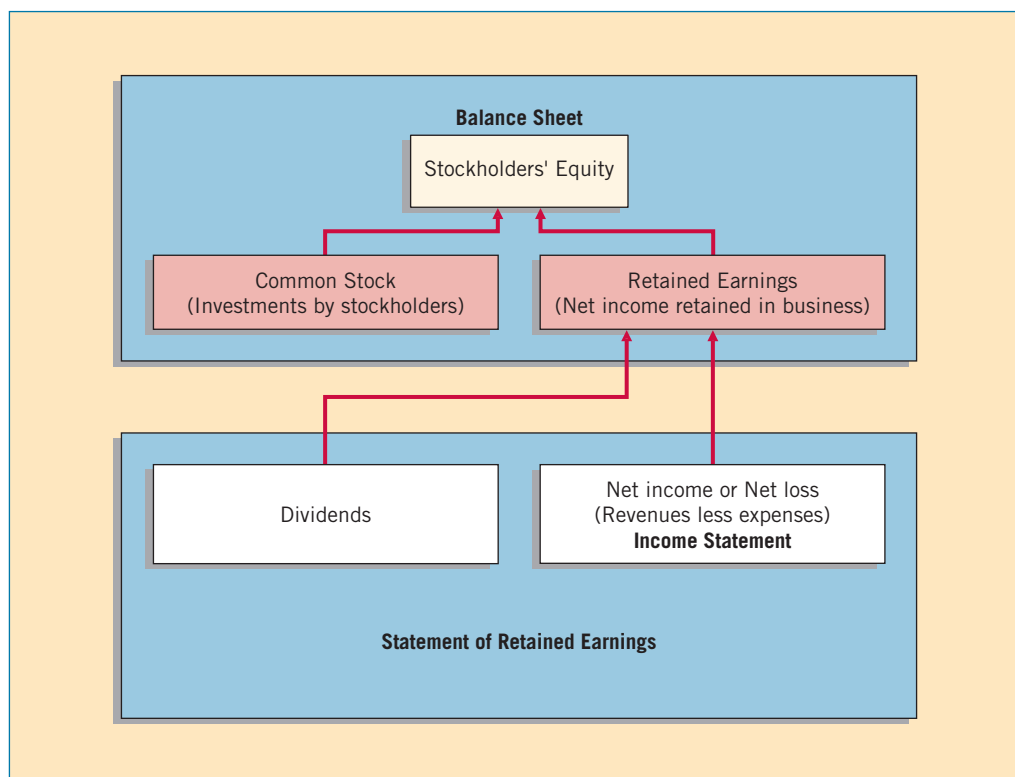 Balance Sheet
Stockholders' Equity
Common Stock
(Investments by stockholders)
Retained Earnings
(Net income retained in business)
Dividends
Net income or Net loss
(Revenues less expenses)
Income Statement
Statement of Retained Earnings